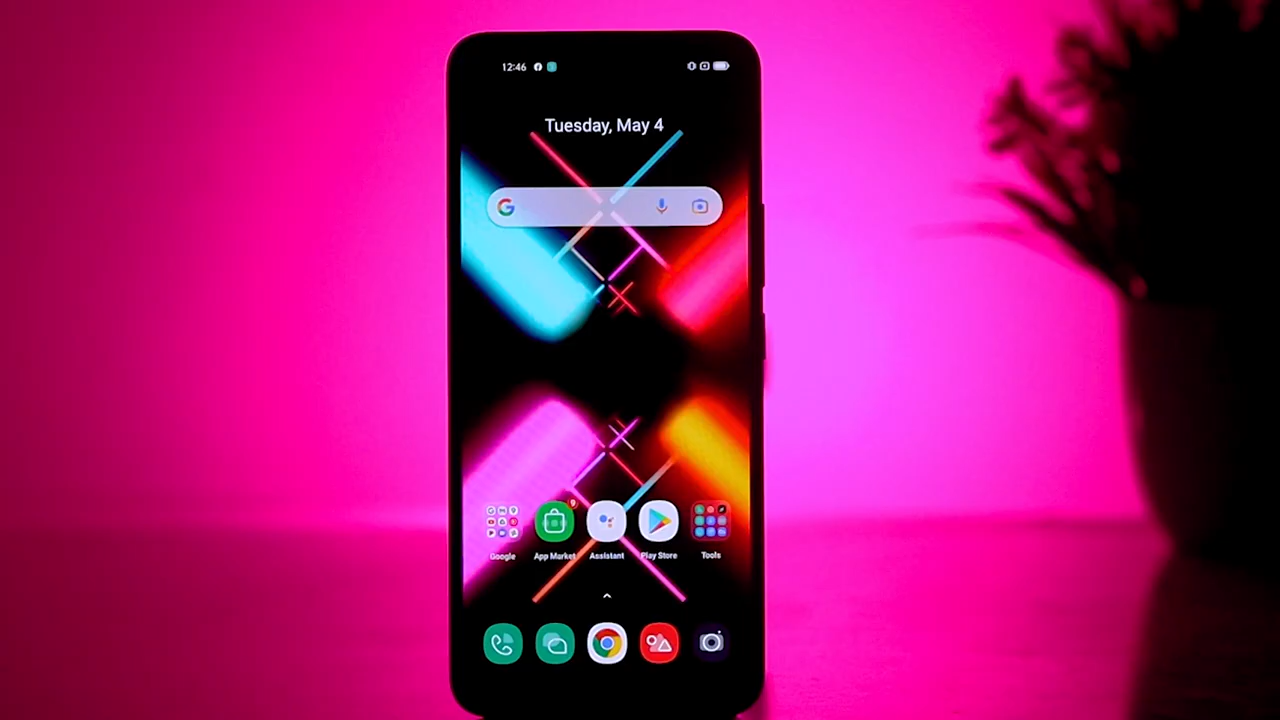 12:46
Tuesday, May 4
Google
App Market
Assistant
Play Store
Tools